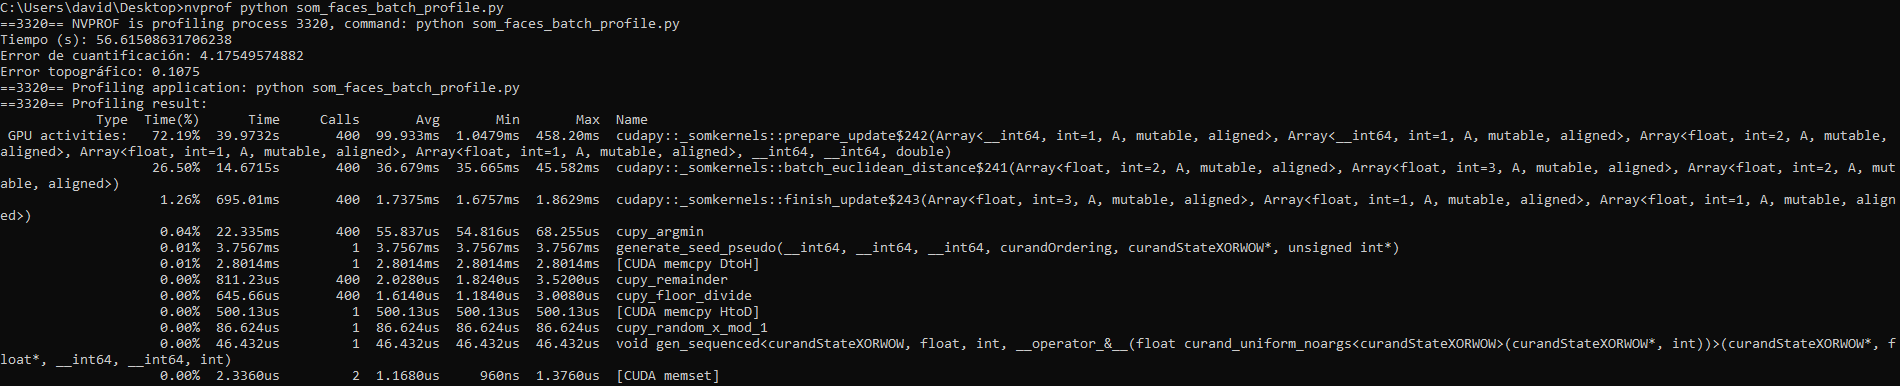 C:\Users\david\Desktop>nvprof python som_faces_batch_profile.py
==3320== NVPROF is profiling process 3320, command: python som_faces_batch_profile.py
Tiempo (s): 56.61508631706238
Error de cuantificación: 4.17549574882
Error topográfico: 0.1075
==3320== Profiling application: python som_faces_batch_profile.py
==3320== Profiling result:
            Type  Time(%)      Time     Calls       Avg       Min       Max  Name
 GPU activities:   72.19%  39.9732s       400  99.933ms  1.0479ms  458.20ms  cudapy::_somkernels::prepare_update$242(Array<__int64, int=1, A, mutable, aligned>, Array<__int64, int=1, A, mutable, aligned>, Array<float, int=2, A, mutable,
aligned>, Array<float, int=1, A, mutable, aligned>, Array<float, int=1, A, mutable, aligned>, __int64, __int64, double)
                   26.50%  14.6715s       400  36.679ms  35.665ms  45.582ms  cudapy::_somkernels::batch_euclidean_distance$241(Array<float, int=2, A, mutable, aligned>, Array<float, int=3, A, mutable, aligned>, Array<float, int=2, A, mut
able, aligned>)
                    1.26%  695.01ms       400  1.7375ms  1.6757ms  1.8629ms  cudapy::_somkernels::finish_update$243(Array<float, int=3, A, mutable, aligned>, Array<float, int=1, A, mutable, aligned>, Array<float, int=1, A, mutable, align
ed>)
                    0.04%  22.335ms       400  55.837us  54.816us  68.255us  cupy_argmin
                    0.01%  3.7567ms         1  3.7567ms  3.7567ms  3.7567ms  generate_seed_pseudo(__int64, __int64, __int64, curandOrdering, curandStateXORWOW*, unsigned int*)
                    0.01%  2.8014ms         1  2.8014ms  2.8014ms  2.8014ms  [CUDA memcpy DtoH]
                    0.00%  811.23us       400  2.0280us  1.8240us  3.5200us  cupy_remainder
                    0.00%  645.66us       400  1.6140us  1.1840us  3.0080us  cupy_floor_divide
                    0.00%  500.13us         1  500.13us  500.13us  500.13us  [CUDA memcpy HtoD]
                    0.00%  86.624us         1  86.624us  86.624us  86.624us  cupy_random_x_mod_1
                    0.00%  46.432us         1  46.432us  46.432us  46.432us  void gen_sequenced<curandStateXORWOW, float, int, __operator_&__(float curand_uniform_noargs<curandStateXORWOW>(curandStateXORWOW*, int))>(curandStateXORWOW*, f
loat*, __int64, __int64, int)
                    0.00%  2.3360us         2  1.1680us     960ns  1.3760us  [CUDA memset]